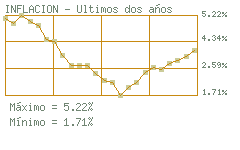 INFLACION - Ultimos dos años
5.22%
4.34%
2.59%
1.71%
Máximo = 5.22%
Mínimo = 1.71%